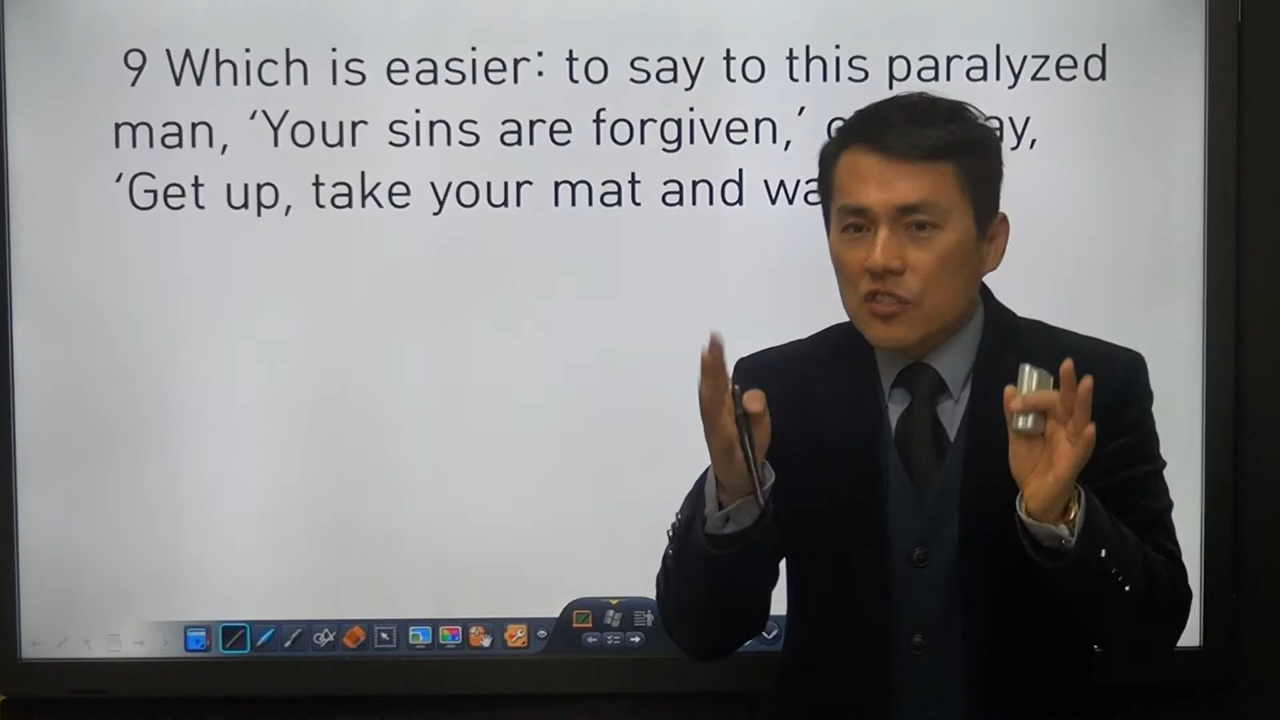 9 Which is easier: to say to this paralyzed
man, ‘Your sins are forgiven,’
‘Get up, take your mat and